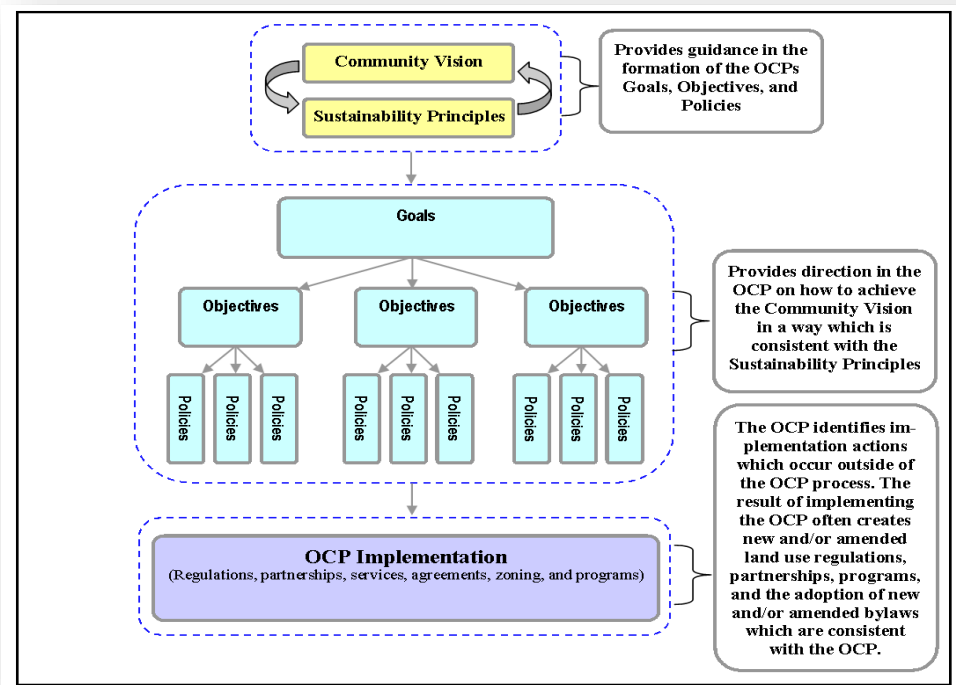 Community Vision
Sustainability Principles
Provides guidance in the
formation of the OCPs
Goals, Objectives, and
Policies
Goals
Objectives
Objectives
Objectives
Policies
Policies
Policies
Policies
Policies
Policies
Policies
Policies
Policies
Provides direction in the
OCP on how to achieve
the Community Vision
in a way which is
consistent with the
Sustainability Principles
OCP Implementation
(Regulations, partnerships, services, agreements, zoning, and programs)
The OCP identifies im-
plementation actions
which occur outside of
the OCP process. The
result of implementing
the OCP often creates
new and/or amended
land use regulations,
partnerships, programs,
and the adoption of new
and/or amended bylaws
which are consistent
with the OCP.